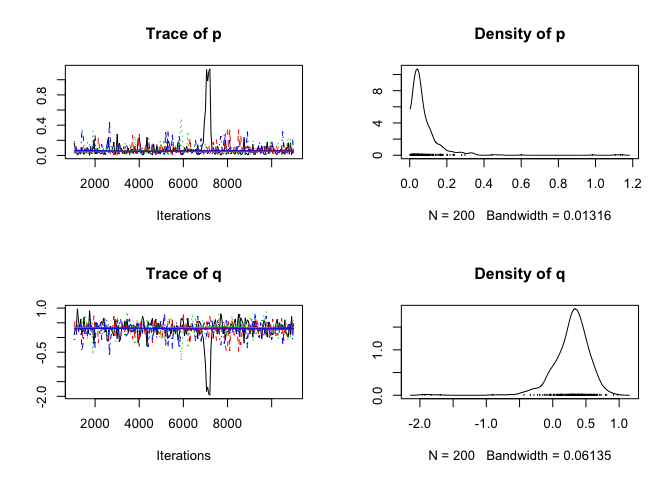 Trace of p
0.0 0.4 0.8
2000 4000 6000 8000
Iterations
Density of p
0 4 8
0.0 0.2 0.4 0.6 0.8 1.0 1.2
N = 200 Bandwidth = 0.01316
Trace of q
-2.0 -0.5 1.0
2000 4000 6000 8000
Iterations
Density of q
0.0 1.0
-2.0 -1.0 0.0 0.5 1.0
N = 200 Bandwidth = 0.06135